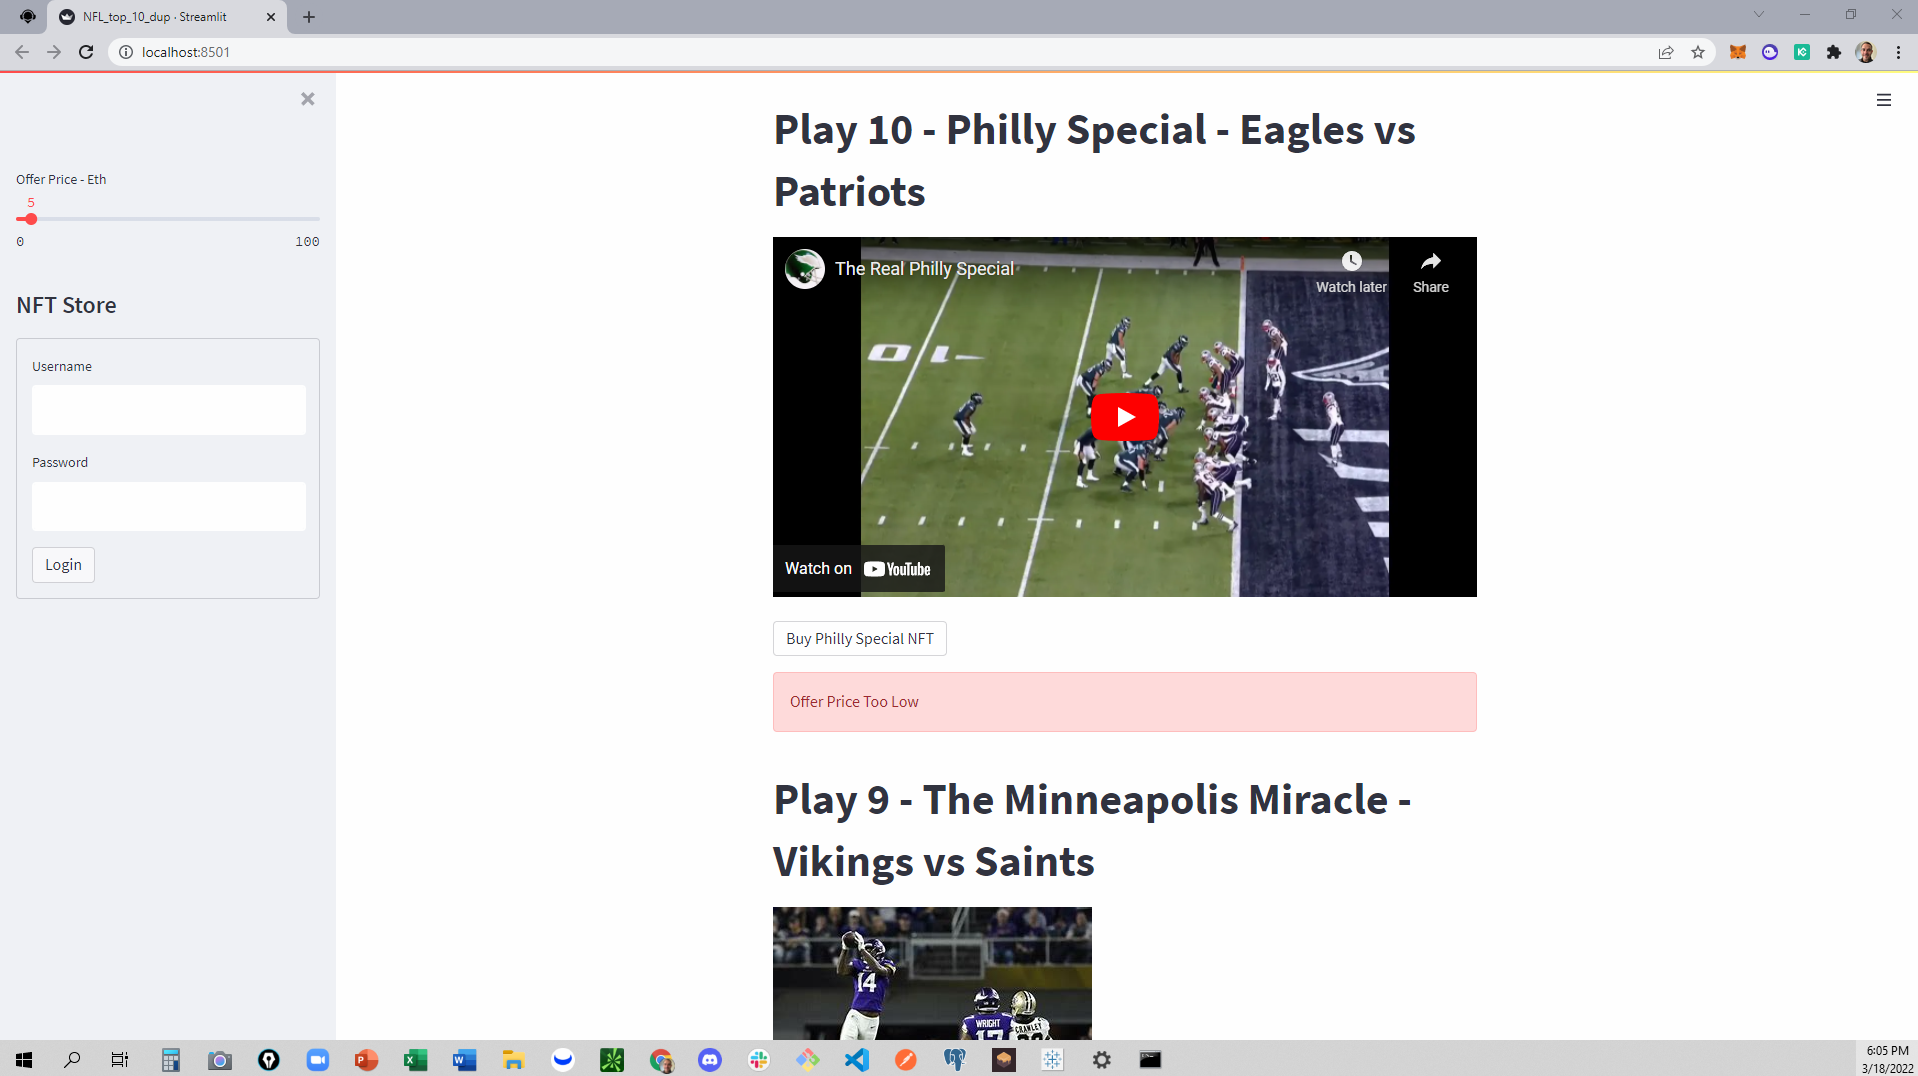 NFL_top_10_dup · Streamlit
localhost:8501
Offer Price - Eth
5
0 100
NFT Store
Username
Password
Login
Play 10 - Philly Special - Eagles vs
Patriots
The Real Philly Special
Watch later
Share
10
Watch on YouTube
Buy Philly Special NFT
Offer Price Too Low
Play 9 - The Minneapolis Miracle -
Vikings vs Saints
14
WRIGHT
17
CRAWLEY
6:05 PM
3/18/2022